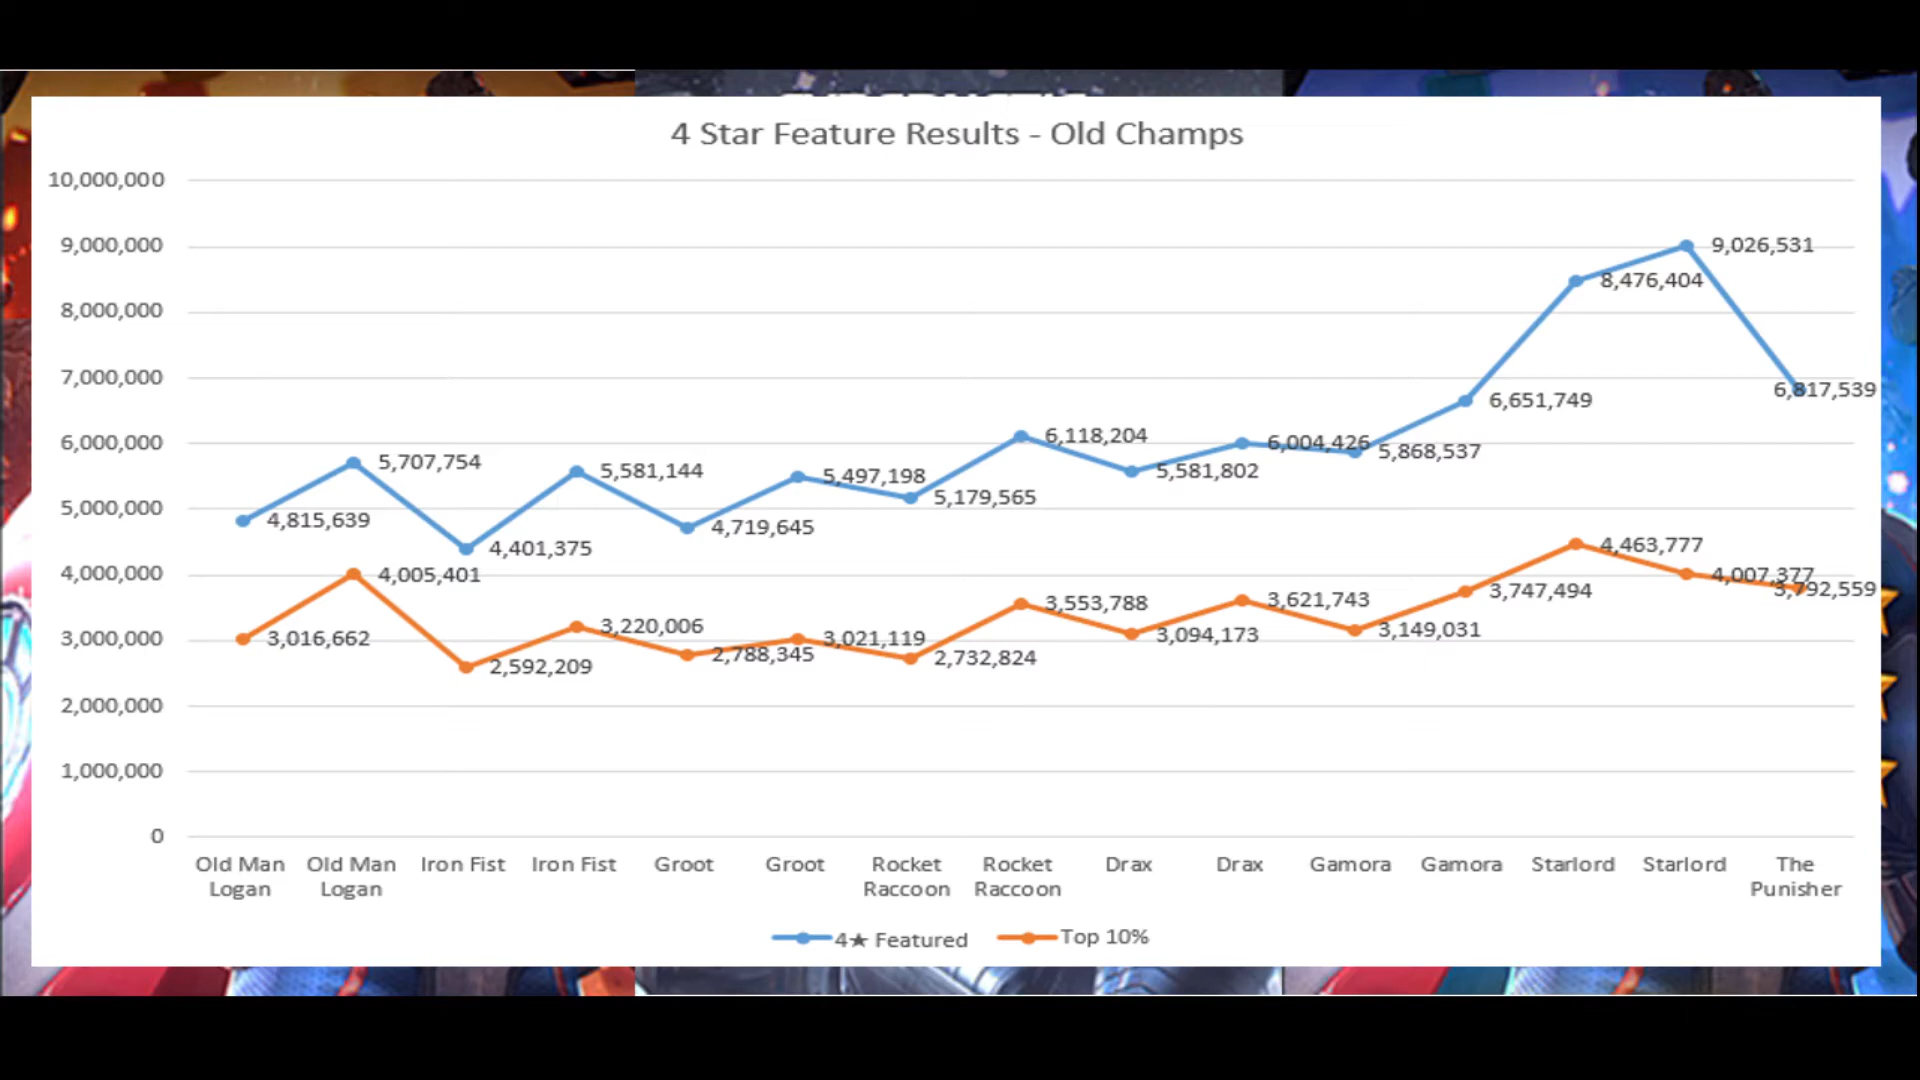 4 Star Feature Results - Old Champs
10,000,000
9,000,000
8,000,000
7,000,000
6,000,000
5,000,000
4,000,000
3,000,000
2,000,000
1,000,000
0
4,815,639
5,707,754
4,401,375
5,581,144
4,719,645
5,497,198
5,179,565
6,118,204
5,581,802
6,004,426
5,868,537
6,651,749
8,476,404
9,026,531
6,817,539
3,016,662
4,005,401
2,592,209
3,220,006
2,788,345
3,021,119
2,732,824
3,553,788
3,094,173
3,621,743
3,149,031
3,747,494
4,463,777
4,007,377
3,792,559
Old Man Logan
Old Man Logan
Iron Fist
Iron Fist
Groot
Groot
Rocket Raccoon
Rocket Raccoon
Drax
Drax
Gamora
Gamora
Starlord
Starlord
The Punisher
4★ Featured
Top 10%